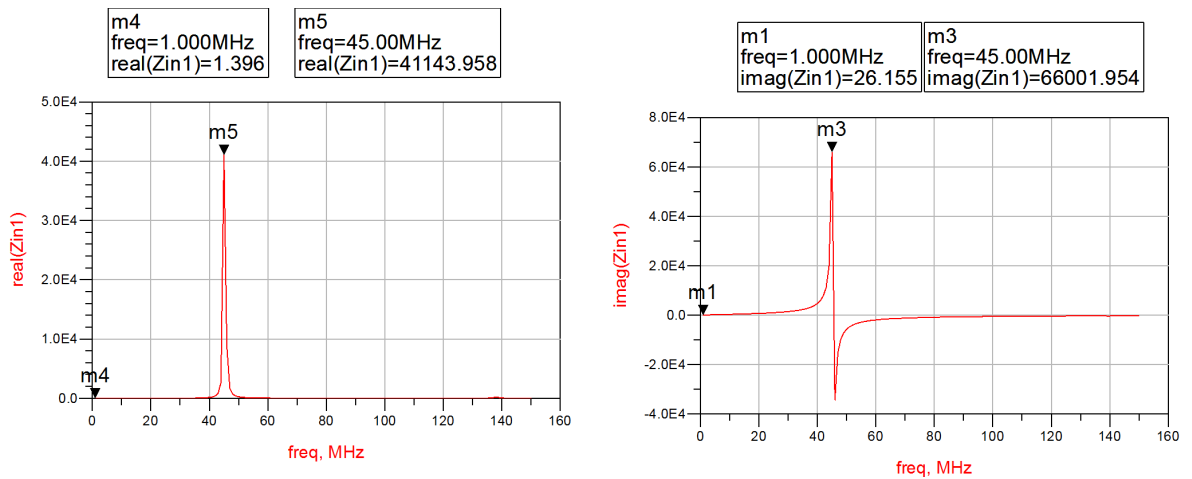 m4
freq=1.000MHz
real(Zin1)=1.396
m5
freq=45.00MHz
real(Zin1)=41143.958
5.0E4
4.0E4
3.0E4
2.0E4
1.0E4
0.0
real(Zin1)
m5
m4
0 20 40 60 80 100 120 140 160
freq, MHz
m1
freq=1.000MHz
imag(Zin1)=26.155
m3
freq=45.00MHz
imag(Zin1)=66001.954
8.0E4
6.0E4
4.0E4
2.0E4
0.0
-2.0E4
-4.0E4
imag(Zin1)
m3
m1
0 20 40 60 80 100 120 140 160
freq, MHz